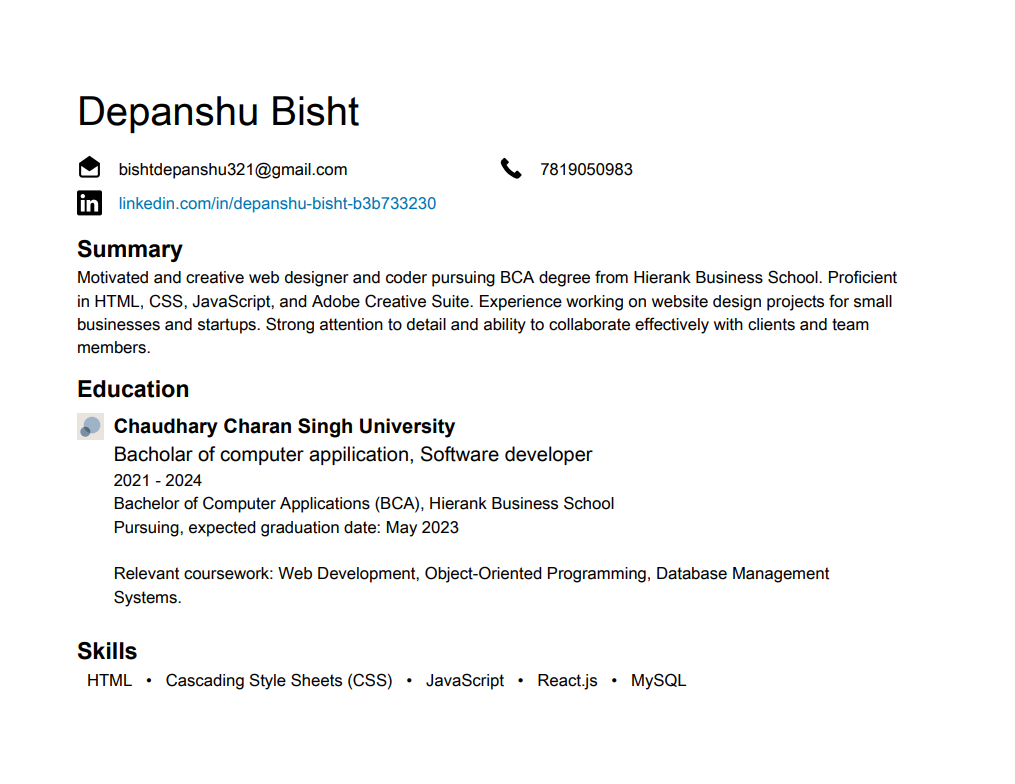 Depanshu Bisht
bishtdepanshu321@gmail.com 7819050983
in linkedin.com/in/depanshu-bisht-b3b733230
Summary
Motivated and creative web designer and coder pursuing BCA degree from Hierank Business School. Proficient
in HTML, CSS, JavaScript, and Adobe Creative Suite. Experience working on website design projects for small
businesses and startups. Strong attention to detail and ability to collaborate effectively with clients and team
members.
Education
Chaudhary Charan Singh University
Bacholar of computer appilication, Software developer
2021 - 2024
Bachelor of Computer Applications (BCA), Hierank Business School
Pursuing, expected graduation date: May 2023
Relevant coursework: Web Development, Object-Oriented Programming, Database Management
Systems.
Skills
HTML • Cascading Style Sheets (CSS) • JavaScript • React.js • MySQL